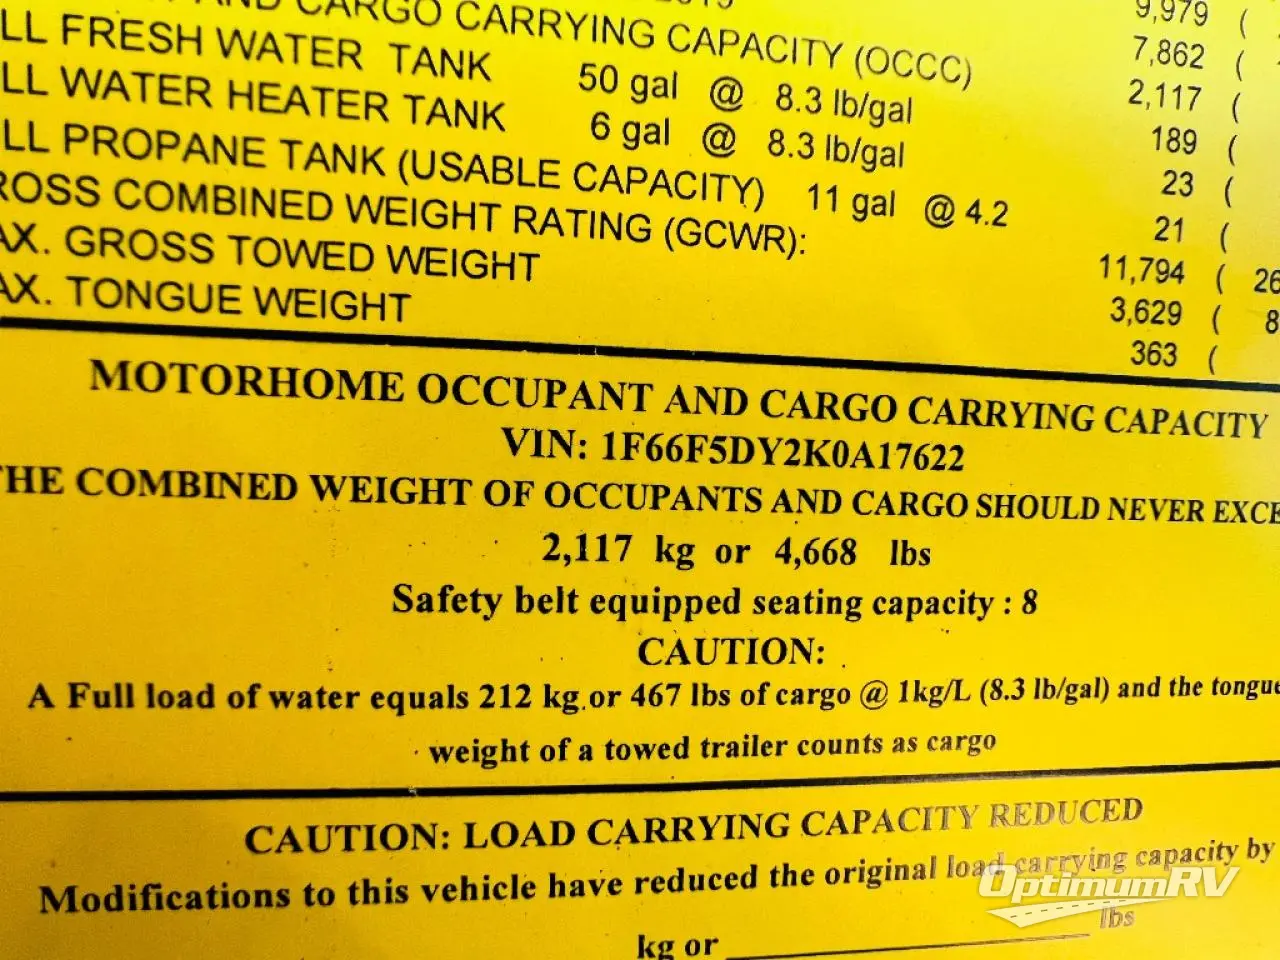 AND CARGO CARRYING CAPACITY (OCCC) 9,979 (
LL FRESH WATER TANK 50 gal @ 8.3 lb/gal 7,862 (
LL WATER HEATER TANK 6 gal @ 8.3 lb/gal 2,117 (
LL PROPANE TANK (USABLE CAPACITY) 11 gal @ 4.2 189 (
ROSS COMBINED WEIGHT RATING (GCWR): 23 (
AX. GROSS TOWED WEIGHT 21 (
AX. TONGUE WEIGHT 11,794 ( 26
3,629 ( 8
363 (
MOTORHOME OCCUPANT AND CARGO CARRYING CAPACITY
VIN: 1F66F5DY2K0A17622
THE COMBINED WEIGHT OF OCCUPANTS AND CARGO SHOULD NEVER EXCE
2,117 kg or 4,668 lbs
Safety belt equipped seating capacity : 8
CAUTION:
A Full load of water equals 212 kg or 467 lbs of cargo @ 1kg/L (8.3 lb/gal) and the tongue
weight of a towed trailer counts as cargo
CAUTION: LOAD CARRYING CAPACITY REDUCED
Modifications to this vehicle have reduced the original load carrying capacity by
kg or lbs
OptimumRV